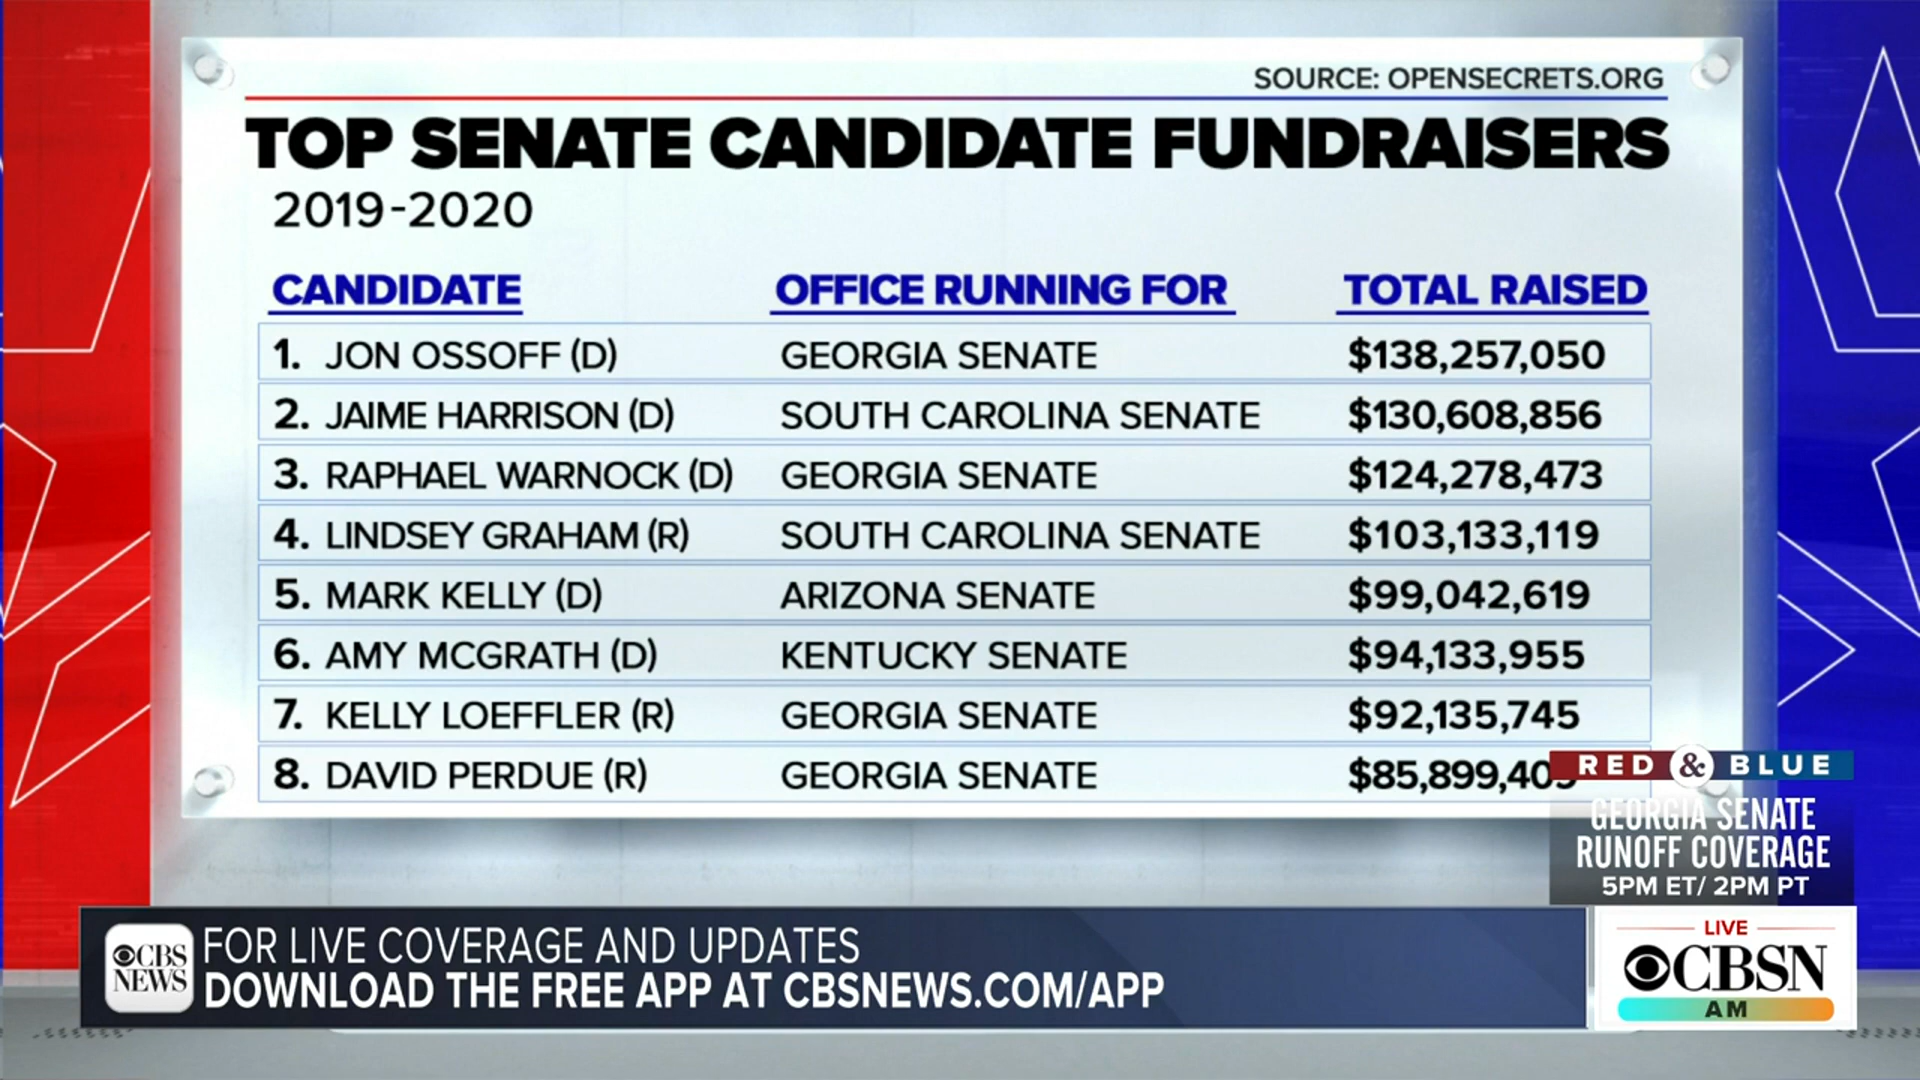 SOURCE: OPENSECRETS.ORG
TOP SENATE CANDIDATE FUNDRAISERS
2019-2020
CANDIDATE OFFICE RUNNING FOR TOTAL RAISED
1. JON OSSOFF (D) GEORGIA SENATE $138,257,050
2. JAIME HARRISON (D) SOUTH CAROLINA SENATE $130,608,856
3. RAPHAEL WARNOCK (D) GEORGIA SENATE $124,278,473
4. LINDSEY GRAHAM (R) SOUTH CAROLINA SENATE $103,133,119
5. MARK KELLY (D) ARIZONA SENATE $99,042,619
6. AMY MCGRATH (D) KENTUCKY SENATE $94,133,955
7. KELLY LOEFFLER (R) GEORGIA SENATE $92,135,745
8. DAVID PERDUE (R) GEORGIA SENATE
RED & BLUE
GEORGIA SENATE
RUNOFF COVERAGE
5PM ET/ 2PM PT
CBS NEWS
FOR LIVE COVERAGE AND UPDATES
DOWNLOAD THE FREE APP AT CBSNEWS.COM/APP
LIVE
CBSN
AM